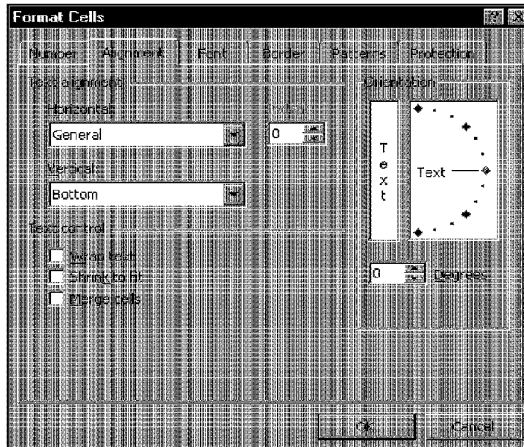 Format Cells
Number Alignment Font Border Patterns Protection
Text alignment
Orientation
Horizontal:
General
0
Vertical:
Bottom
T
e
x
t
Text
Text control
Wrap text
Shrink to fit
Merge cells
0 Degrees
OK Cancel